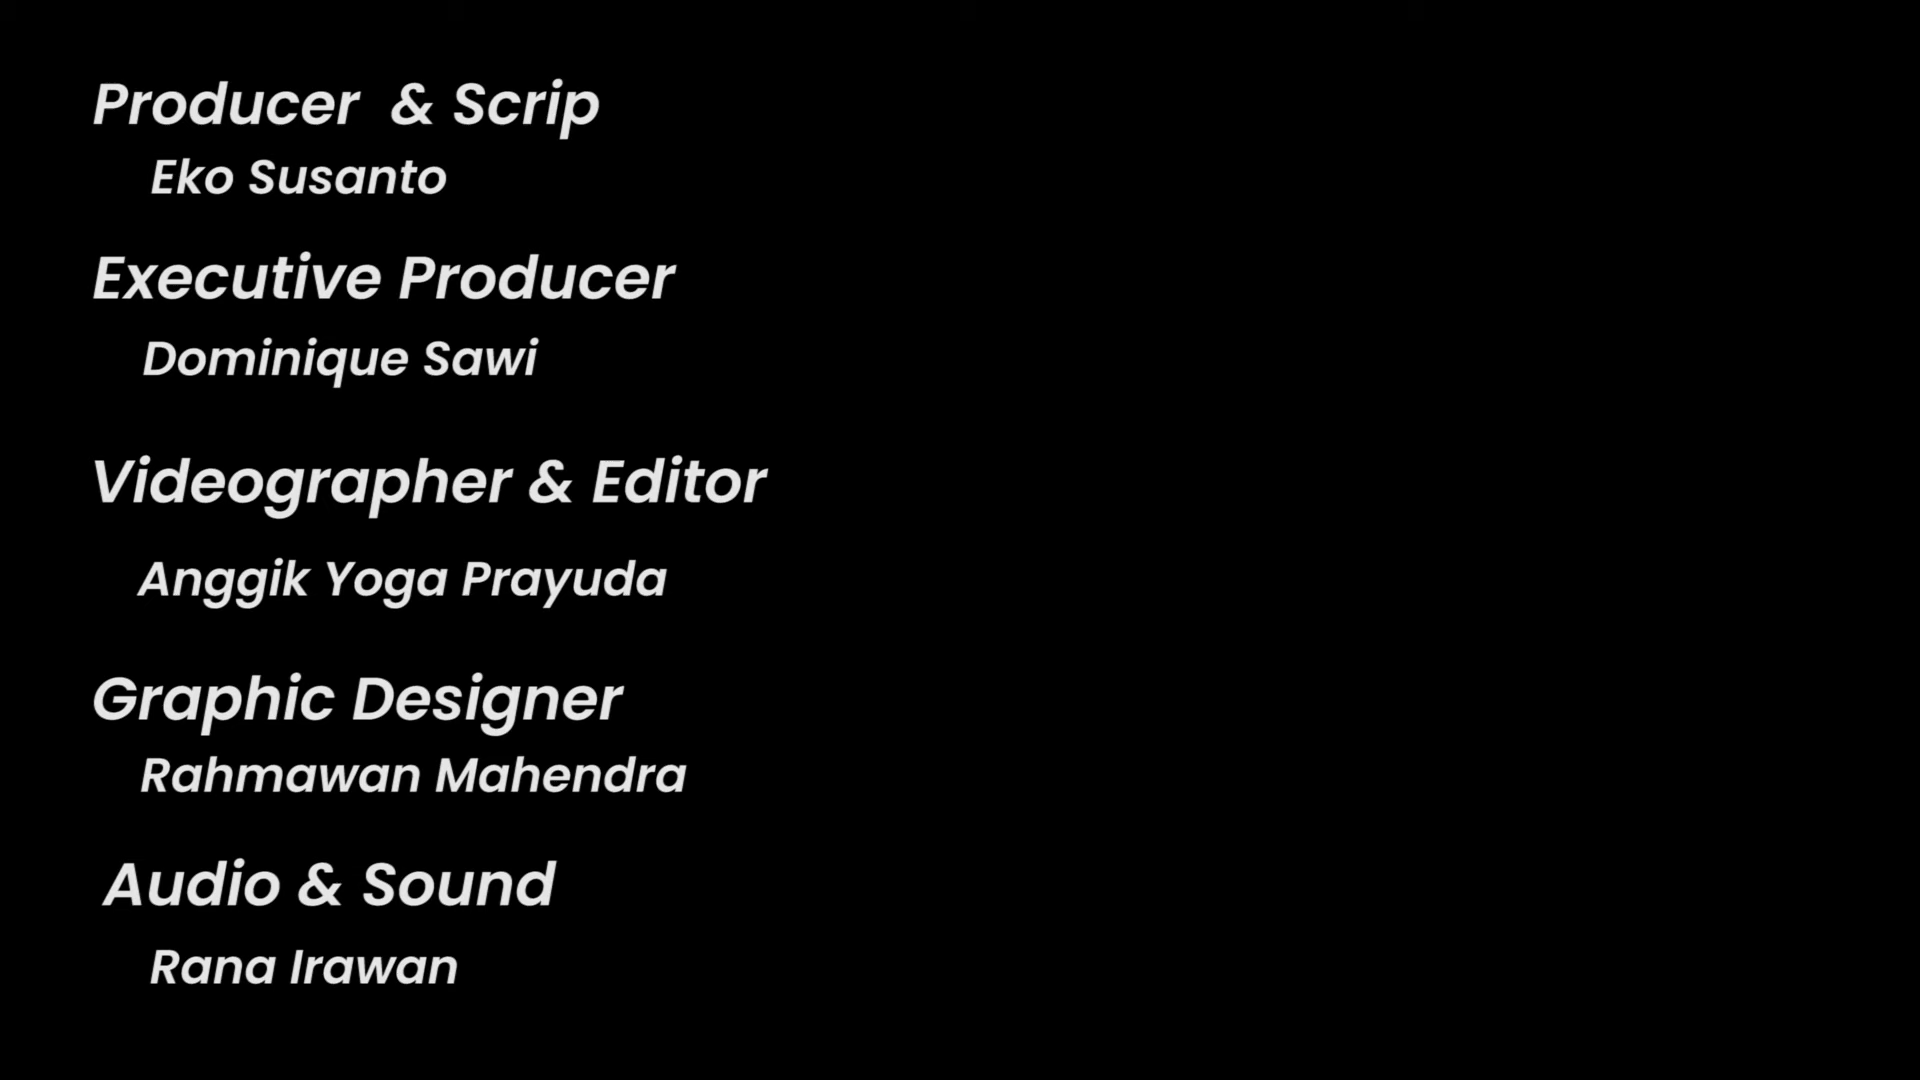 Producer & Scrip
Eko Susanto
Executive Producer
Dominique Sawi
Videographer & Editor
Anggik Yoga Prayuda
Graphic Designer
Rahmawan Mahendra
Audio & Sound
Rana Irawan